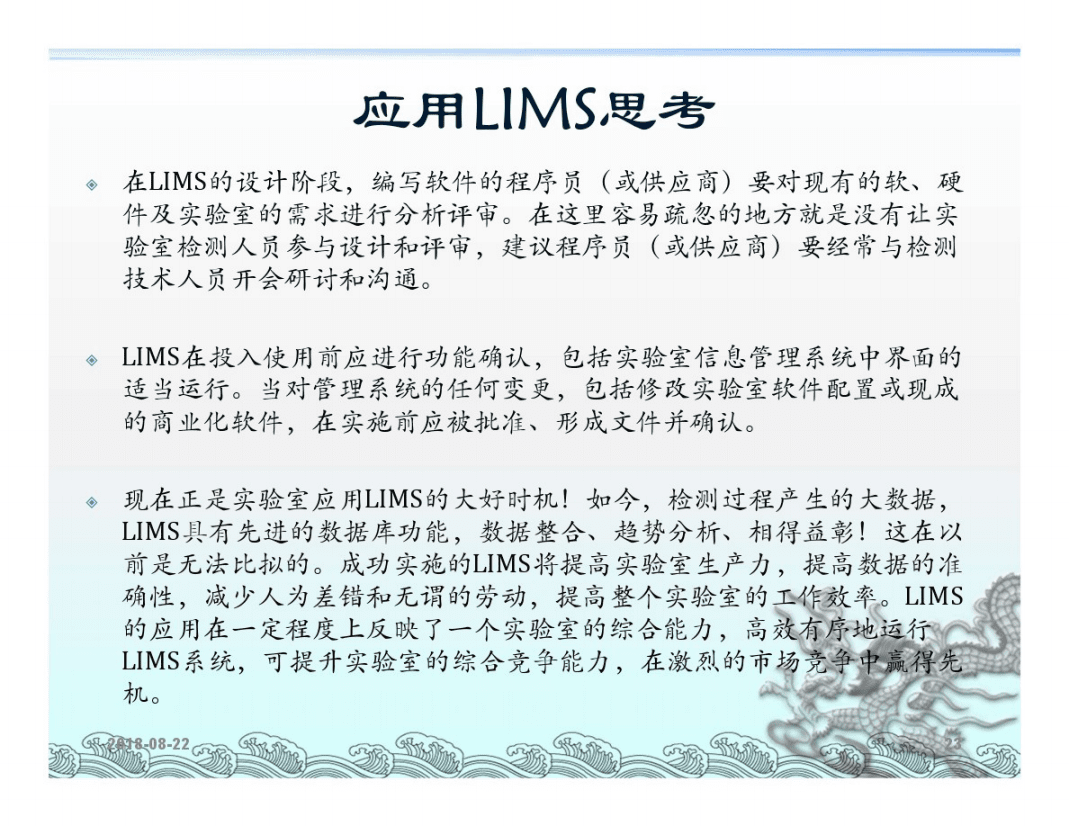 应用LIMS思考
在LIMS的设计阶段，编写软件的程序员（或供应商）要对现有的软、硬
件及实验室的需求进行分析评审。在这里容易疏忽的地方就是没有让实
验室检测人员参与设计和评审，建议程序员（或供应商）要经常与检测
技术人员开会研讨和沟通。
LIMS在投入使用前应进行功能确认，包括实验室信息管理系统中界面的
适当运行。当对管理系统的任何变更，包括修改实验室软件配置或现成
的商业化软件，在实施前应被批准、形成文件并确认。
现在正是实验室应用LIMS的大好时机！如今，检测过程产生的大数据，
LIMS具有先进的数据库功能，数据整合、趋势分析、相得益彰！这在以
前是无法比拟的。成功实施的LIMS将提高实验室生产力，提高数据的准
确性，减少人为差错和无谓的劳动，提高整个实验室的工作效率。LIMS
的应用在一定程度上反映了一个实验室的综合能力，高效有序地运行
LIMS系统，可提升实验室的综合竞争能力，在激烈的市场竞争中赢得先
机。
2018-08-22
23